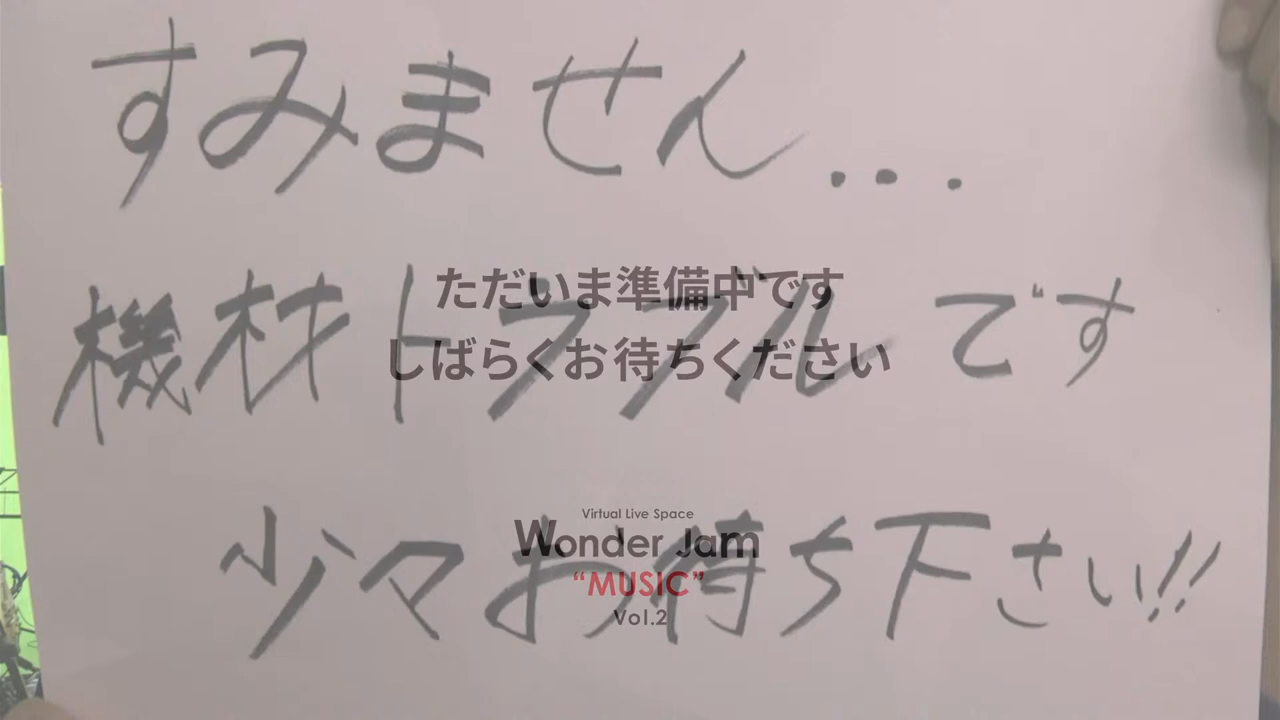 すみません...
機材トラブルです
ただいま準備中です
しばらくお待ちください
少々お待ち下さい!!
Virtual Live Space
Wonder Jam
“MUSIC”
Vol.2